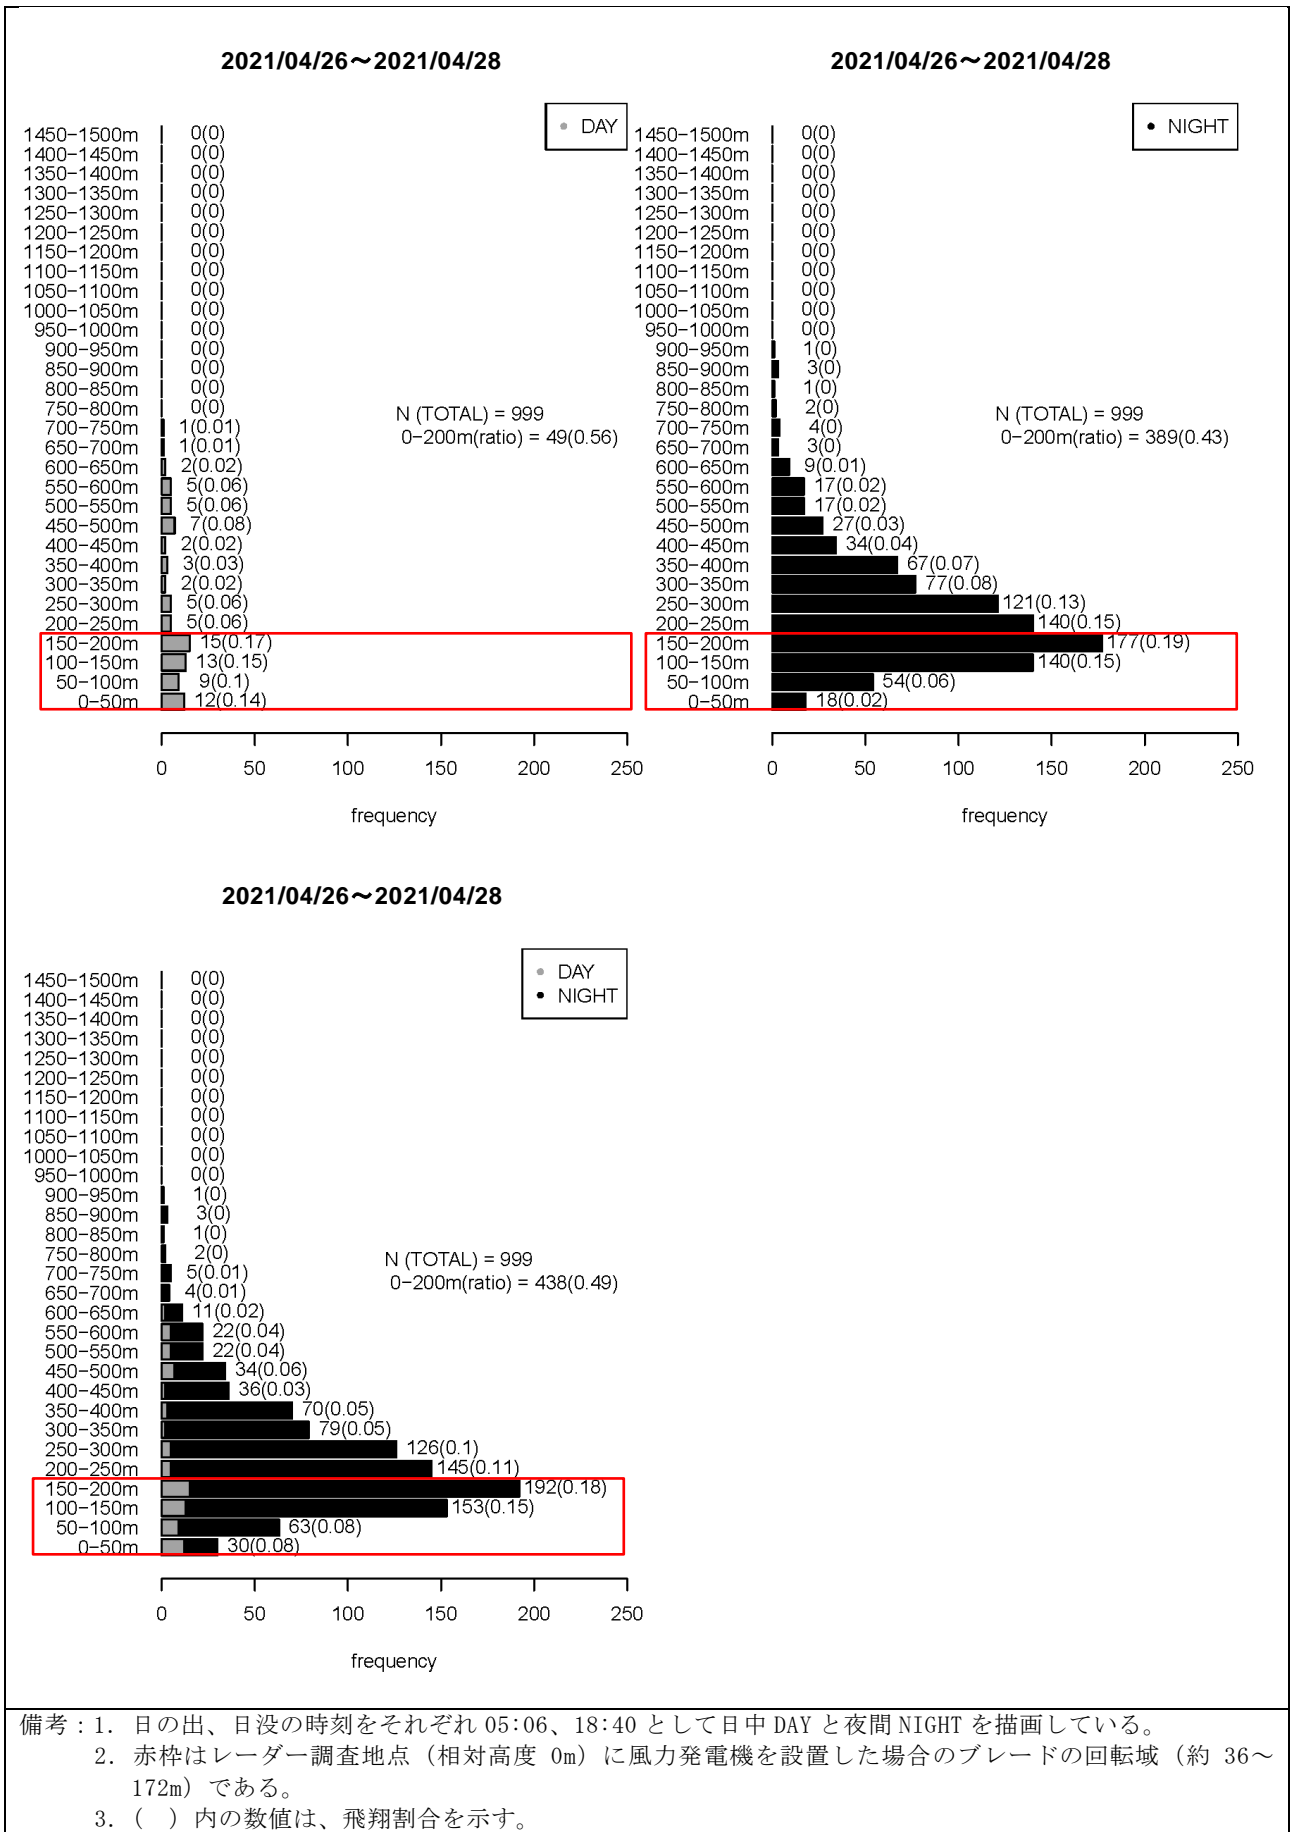 2021/04/26～2021/04/28
DAY
1450-1500m 0(0)
1400-1450m 0(0)
1350-1400m 0(0)
1300-1350m 0(0)
1250-1300m 0(0)
1200-1250m 0(0)
1150-1200m 0(0)
1100-1150m 0(0)
1050-1100m 0(0)
1000-1050m 0(0)
950-1000m 0(0)
900-950m 0(0)
850-900m 0(0)
800-850m 0(0)
750-800m 0(0)
700-750m 1(0.01)
650-700m 1(0.01)
600-650m 2(0.02)
550-600m 5(0.06)
500-550m 5(0.06)
450-500m 7(0.08)
400-450m 2(0.02)
350-400m 3(0.03)
300-350m 2(0.02)
250-300m 5(0.06)
200-250m 5(0.06)
150-200m 15(0.17)
100-150m 13(0.15)
50-100m 9(0.1)
0-50m 12(0.14)
N (TOTAL) = 999
0-200m(ratio) = 49(0.56)
0 50 100 150 200 250
frequency
2021/04/26～2021/04/28
NIGHT
1450-1500m 0(0)
1400-1450m 0(0)
1350-1400m 0(0)
1300-1350m 0(0)
1250-1300m 0(0)
1200-1250m 0(0)
1150-1200m 0(0)
1100-1150m 0(0)
1050-1100m 0(0)
1000-1050m 0(0)
950-1000m 0(0)
900-950m 1(0)
850-900m 3(0)
800-850m 1(0)
750-800m 2(0)
700-750m 4(0)
650-700m 3(0)
600-650m 9(0.01)
550-600m 17(0.02)
500-550m 17(0.02)
450-500m 27(0.03)
400-450m 34(0.04)
350-400m 67(0.07)
300-350m 77(0.08)
250-300m 121(0.13)
200-250m 140(0.15)
150-200m 177(0.19)
100-150m 140(0.15)
50-100m 54(0.06)
0-50m 18(0.02)
N (TOTAL) = 999
0-200m(ratio) = 389(0.43)
0 50 100 150 200 250
frequency
2021/04/26～2021/04/28
DAY
NIGHT
1450-1500m 0(0)
1400-1450m 0(0)
1350-1400m 0(0)
1300-1350m 0(0)
1250-1300m 0(0)
1200-1250m 0(0)
1150-1200m 0(0)
1100-1150m 0(0)
1050-1100m 0(0)
1000-1050m 0(0)
950-1000m 0(0)
900-950m 1(0)
850-900m 3(0)
800-850m 1(0)
750-800m 2(0)
700-750m 5(0.01)
650-700m 4(0.01)
600-650m 11(0.02)
550-600m 22(0.04)
500-550m 22(0.04)
450-500m 34(0.06)
400-450m 36(0.03)
350-400m 70(0.05)
300-350m 79(0.05)
250-300m 126(0.1)
200-250m 145(0.11)
150-200m 192(0.18)
100-150m 153(0.15)
50-100m 63(0.08)
0-50m 30(0.08)
N (TOTAL) = 999
0-200m(ratio) = 438(0.49)
0 50 100 150 200 250
frequency
備考：1. 日の出、日没の時刻をそれぞれ 05:06、18:40 として日中 DAY と夜間 NIGHT を描画している。
2. 赤枠はレーダー調査地点（相対高度 0m）に風力発電機を設置した場合のブレードの回転域（約 36～
172m）である。
3. （ ）内の数値は、飛翔割合を示す。